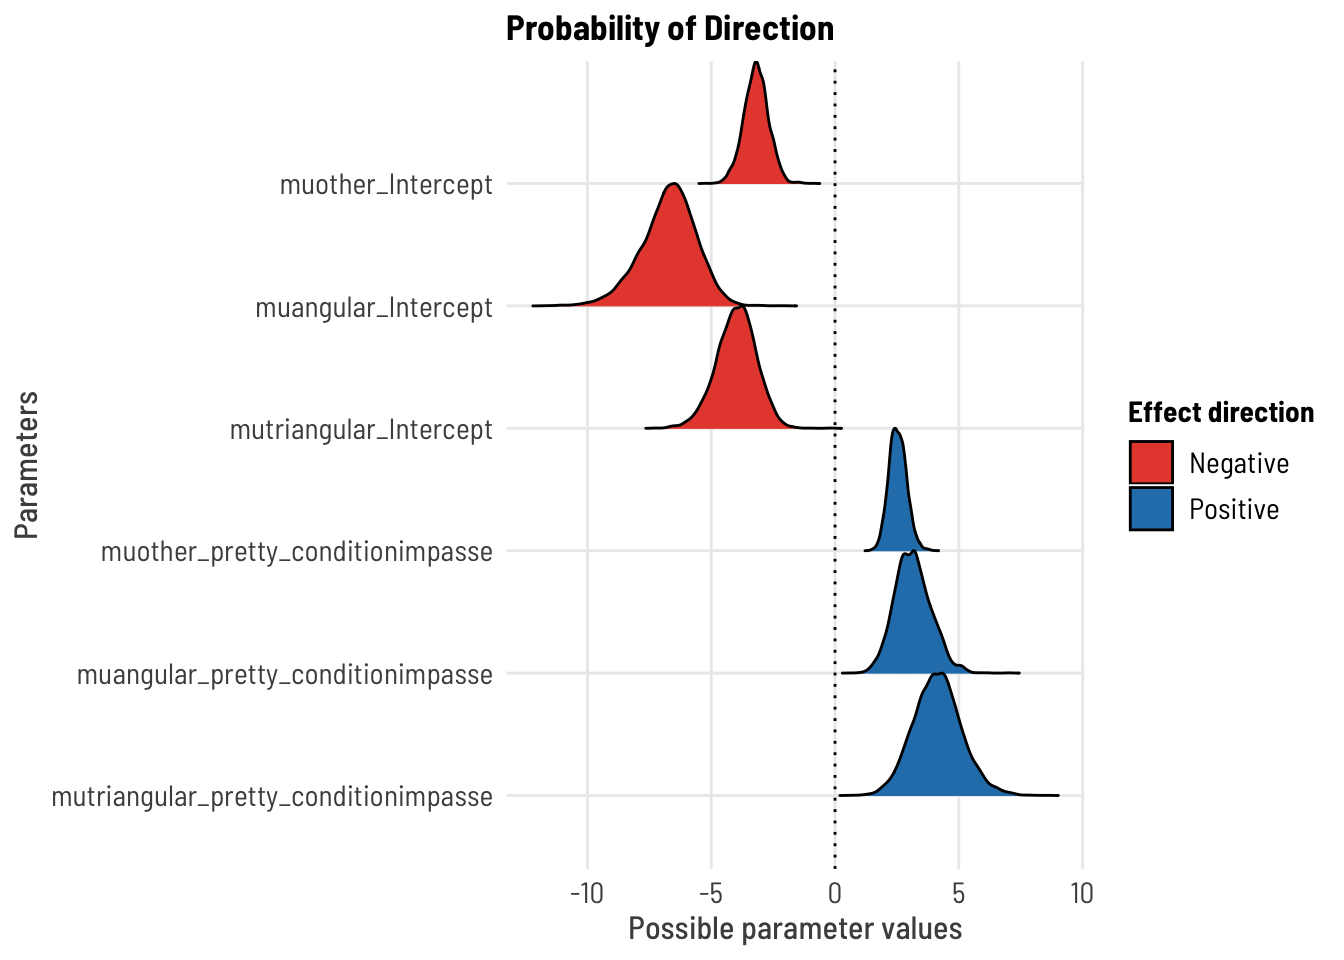 Probability of Direction
muother_Intercept
muangular_Intercept
mutriangular_Intercept
muother_pretty_conditionimpasse
muangular_pretty_conditionimpasse
mutriangular_pretty_conditionimpasse
Parameters
-10 -5 0 5 10
Possible parameter values
Effect direction
Negative
Positive